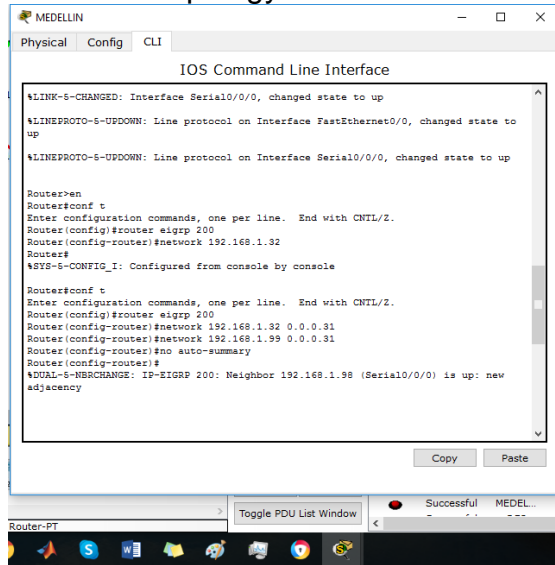 MEDELLIN
Physical Config CLI
IOS Command Line Interface
%LINK-5-CHANGED: Interface Serial0/0/0, changed state to up
%LINEPROTO-5-UPDOWN: Line protocol on Interface FastEthernet0/0, changed state to
up
%LINEPROTO-5-UPDOWN: Line protocol on Interface Serial0/0/0, changed state to up
Router>en
Router#conf t
Enter configuration commands, one per line. End with CNTL/Z.
Router(config)#router eigrp 200
Router(config-router)#network 192.168.1.32
Router#
%SYS-5-CONFIG_I: Configured from console by console
Router#conf t
Enter configuration commands, one per line. End with CNTL/Z.
Router(config)#router eigrp 200
Router(config-router)#network 192.168.1.32 0.0.0.31
Router(config-router)#network 192.168.1.99 0.0.0.31
Router(config-router)#no auto-summary
Router(config-router)#
%DUAL-5-NBRCHANGE: IP-EIGRP 200: Neighbor 192.168.1.98 (Serial0/0/0) is up: new
adjacency
Copy Paste
Toggle PDU List Window
Successful MEDEL...
Router-PT